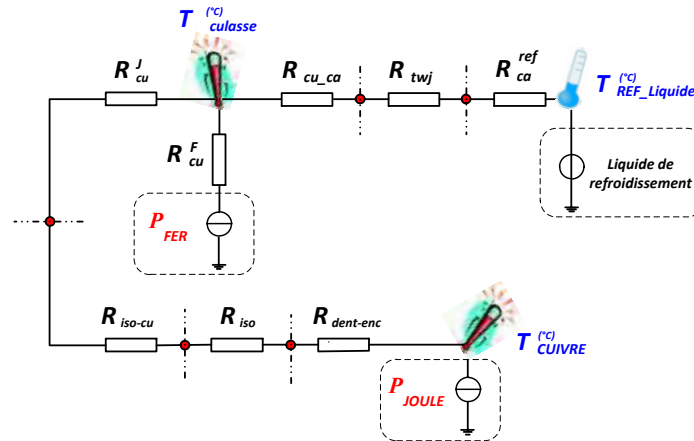 T (°C) culasse
R J cu
R cu_ca
R twj
R ref ca
T (°C) REF_Liquide
R F cu
Liquide de
refroidissement
P FER
R iso-cu
R iso
R dent-enc
T (°C) CUIVRE
P JOULE